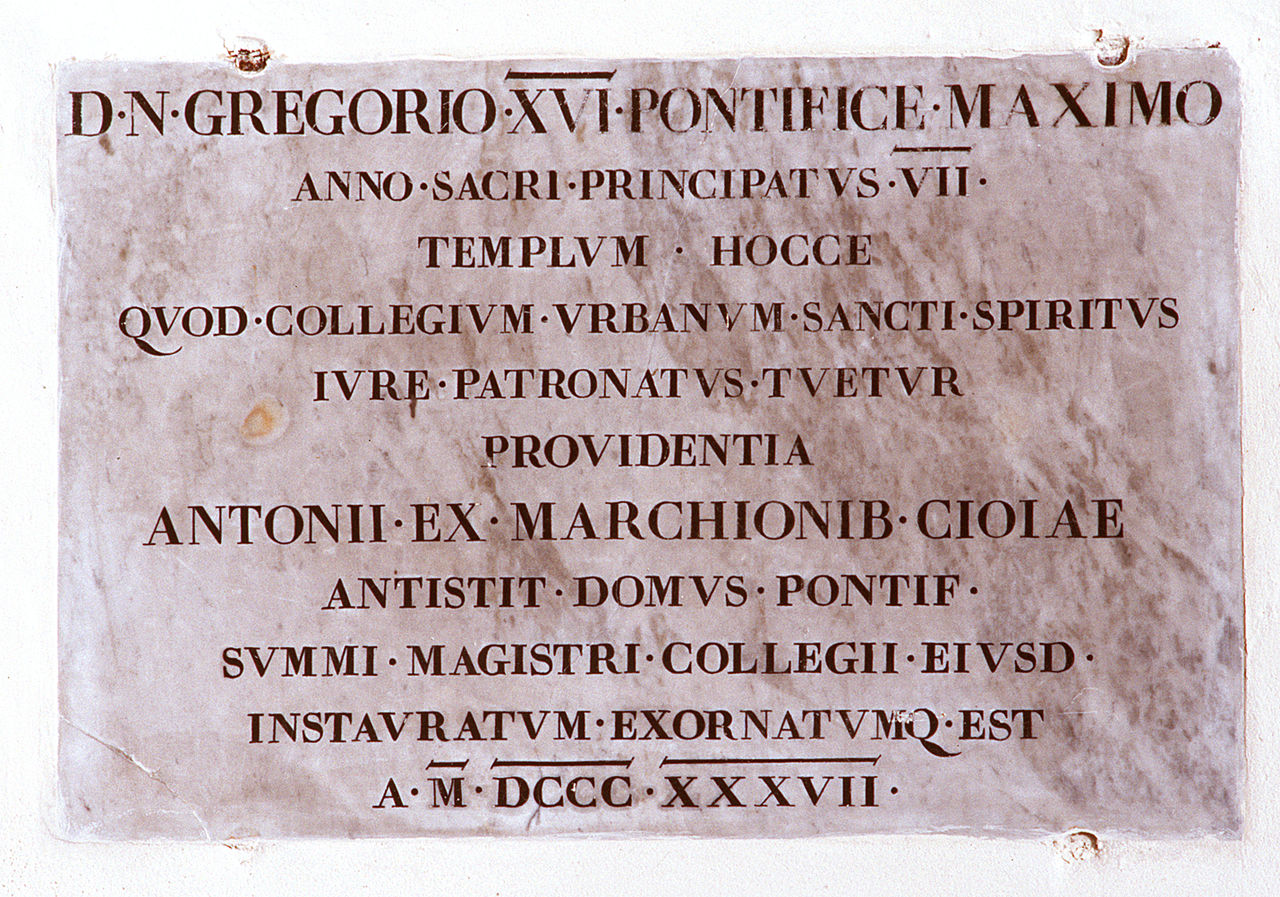 D·N·GREGORIO·XVI·PONTIFICE·MAXIMO
ANNO·SACRI·PRINCIPATVS·VII·
TEMPLVM · HOCCE
QVOD·COLLEGIVM·VRBANVM·SANCTI·SPIRITVS
IVRE·PATRONATVS·TVETVR
PROVIDENTIA
ANTONII·EX·MARCHIONIB·CIOIAE
ANTISTIT·DOMVS·PONTIF·
SVMMI·MAGISTRI·COLLEGII·EIVSD·
INSTAVRATVM·EXORNATVMQ·EST
A·M·DCCC·XXXVII·